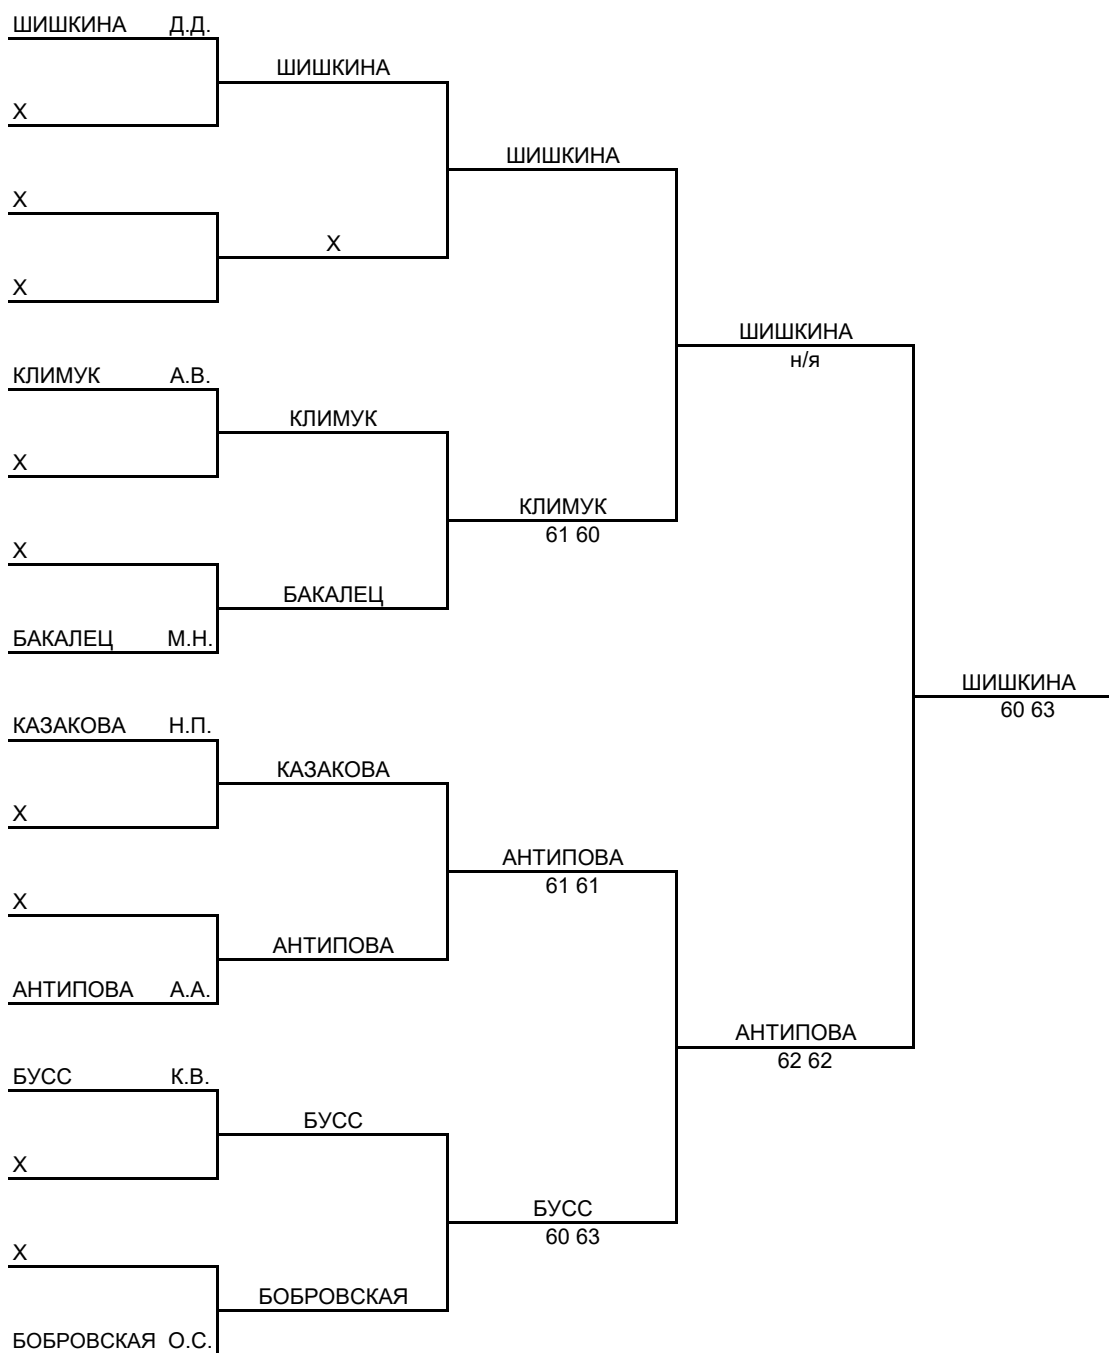 ШИШКИНА Д.Д.
ШИШКИНА
Х
ШИШКИНА
Х
Х
Х
ШИШКИНА
н/я
КЛИМУК А.В.
КЛИМУК
Х
КЛИМУК
61 60
Х
БАКАЛЕЦ
БАКАЛЕЦ М.Н.
ШИШКИНА
60 63
КАЗАКОВА Н.П.
КАЗАКОВА
Х
АНТИПОВА
61 61
Х
АНТИПОВА
АНТИПОВА А.А.
АНТИПОВА
62 62
БУСС К.В.
БУСС
Х
БУСС
60 63
Х
БОБРОВСКАЯ
БОБРОВСКАЯ О.С.